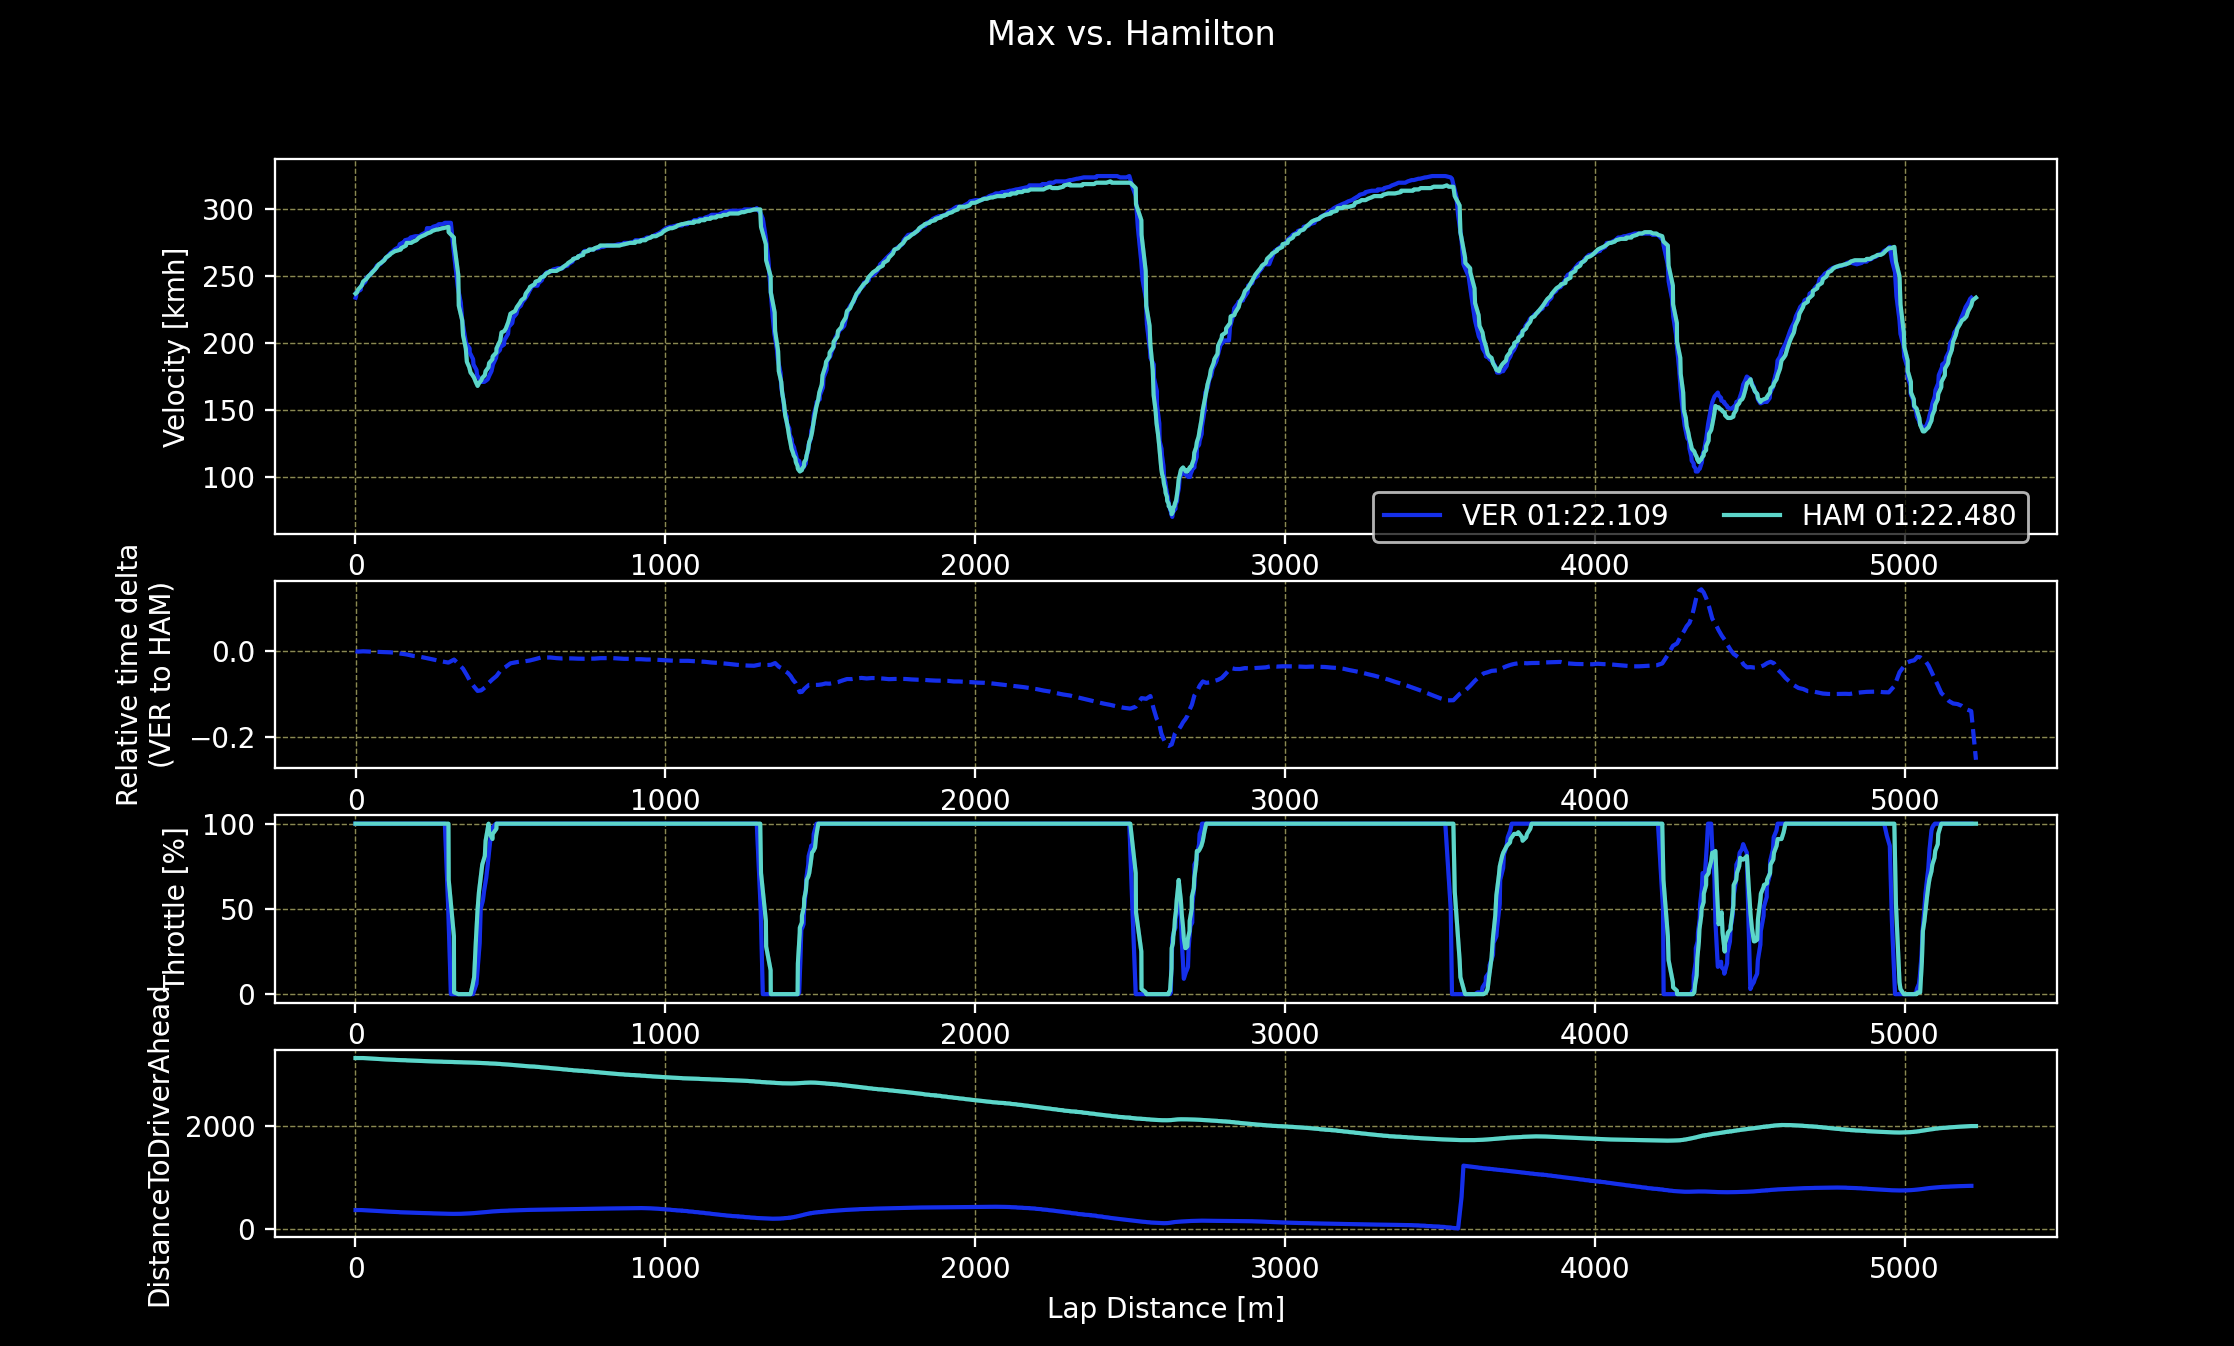 Max vs. Hamilton
Velocity [kmh]
300
250
200
150
100
VER 01:22.109
HAM 01:22.480
0 1000 2000 3000 4000 5000
Relative time delta
(VER to HAM)
0.0
−0.2
0 1000 2000 3000 4000 5000
Throttle [%]
100
50
0
0 1000 2000 3000 4000 5000
DistanceToDriverAhead
2000
0
0 1000 2000 3000 4000 5000
Lap Distance [m]